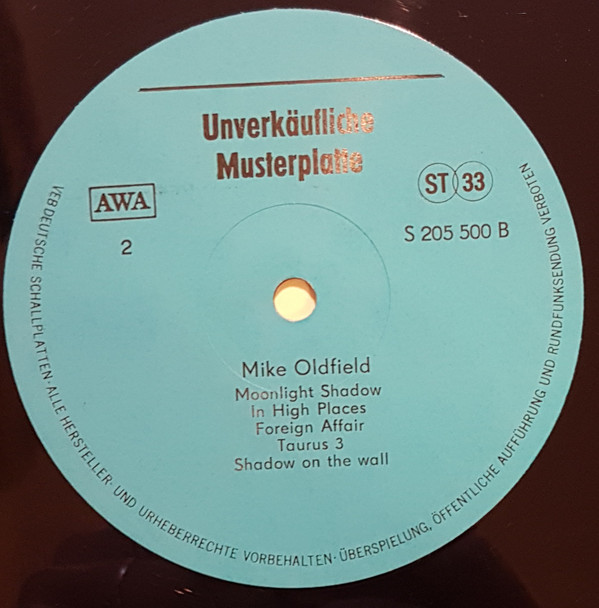 Unverkäufliche
Musterplatte
AWA
ST 33
2
S 205 500 B
Mike Oldfield
Moonlight Shadow
In High Places
Foreign Affair
Taurus 3
Shadow on the wall
VEB DEUTSCHE SCHALLPLATTEN · ALLE HERSTELLER- UND URHEBERRECHTE VORBEHALTEN · ÜBERSPIELUNG, ÖFFENTLICHE AUFFÜHRUNG UND RUNDFUNKSENDUNG VERBOTEN